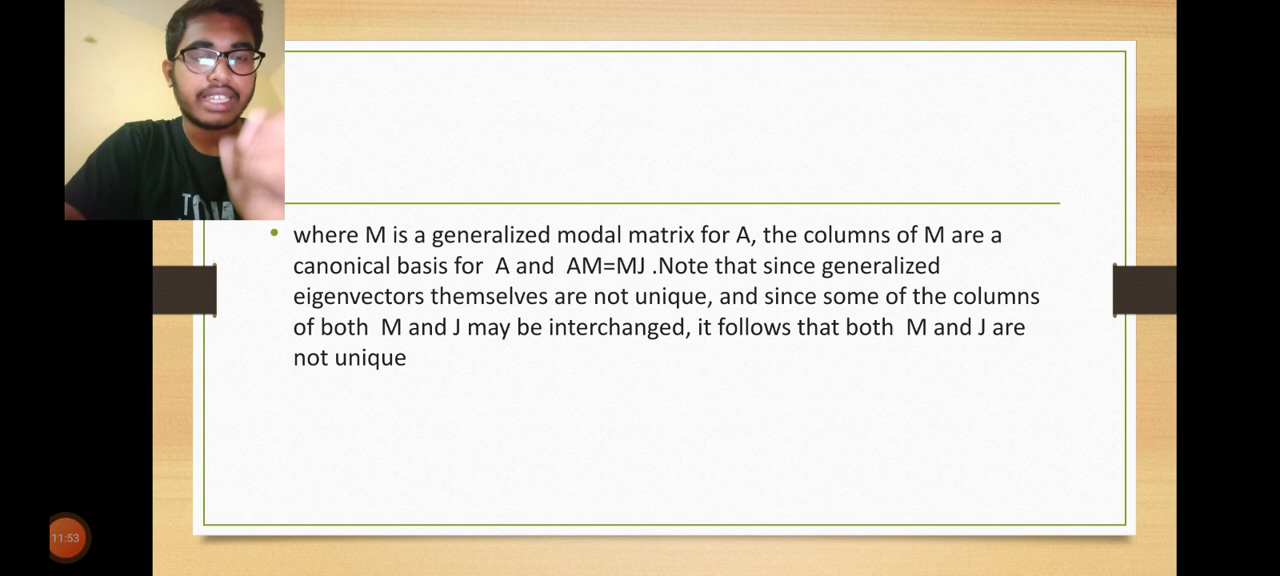 where M is a generalized modal matrix for A, the columns of M are a
canonical basis for  A and  AM=MJ .Note that since generalized
eigenvectors themselves are not unique, and since some of the columns
of both  M and J may be interchanged, it follows that both  M and J are
not unique
11:53